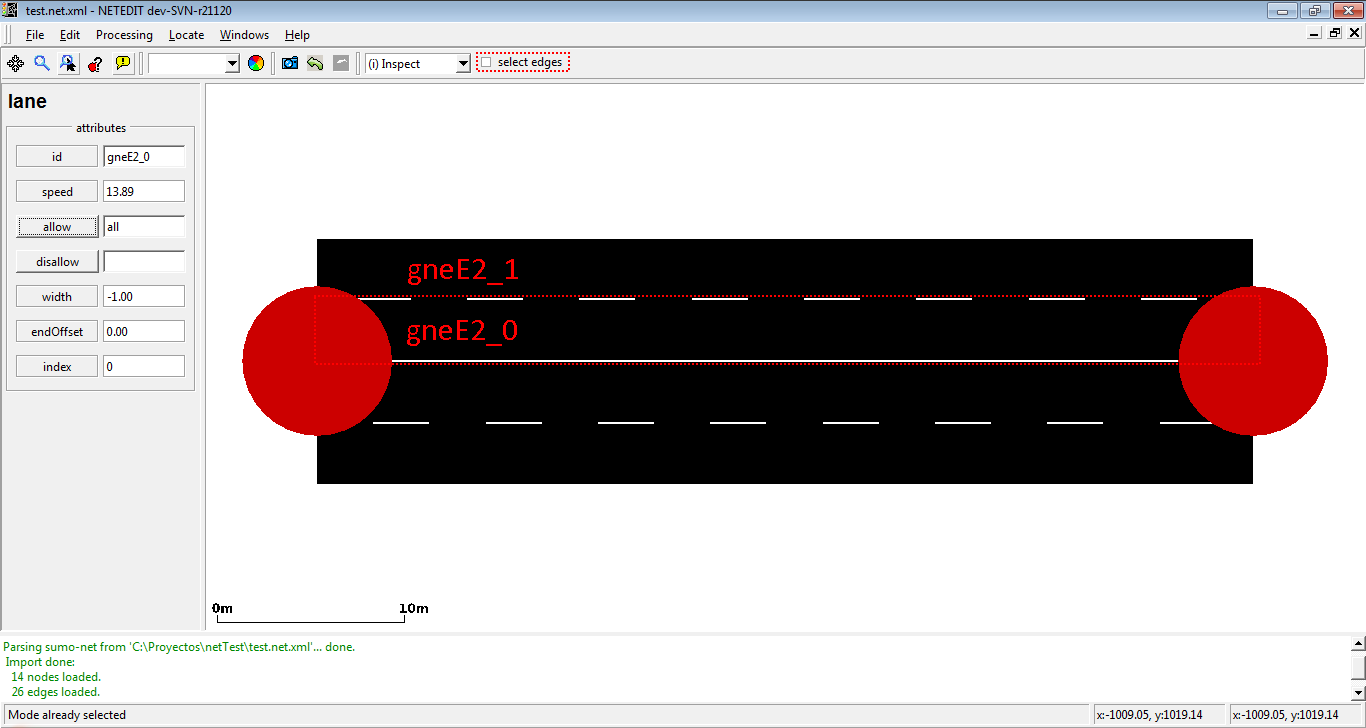 test.net.xml - NETEDIT dev-SVN-r21120
File Edit Processing Locate Windows Help
(i) Inspect select edges
lane
attributes
id gneE2_0
speed 13.89
allow all
disallow
width -1.00
endOffset 0.00
index 0
gneE2_1
gneE2_0
0m 10m
Parsing sumo-net from 'C:\Proyectos\netTest\test.net.xml'... done.
Import done:
14 nodes loaded.
26 edges loaded.
Mode already selected x:-1009.05, y:1019.14 x:-1009.05, y:1019.14